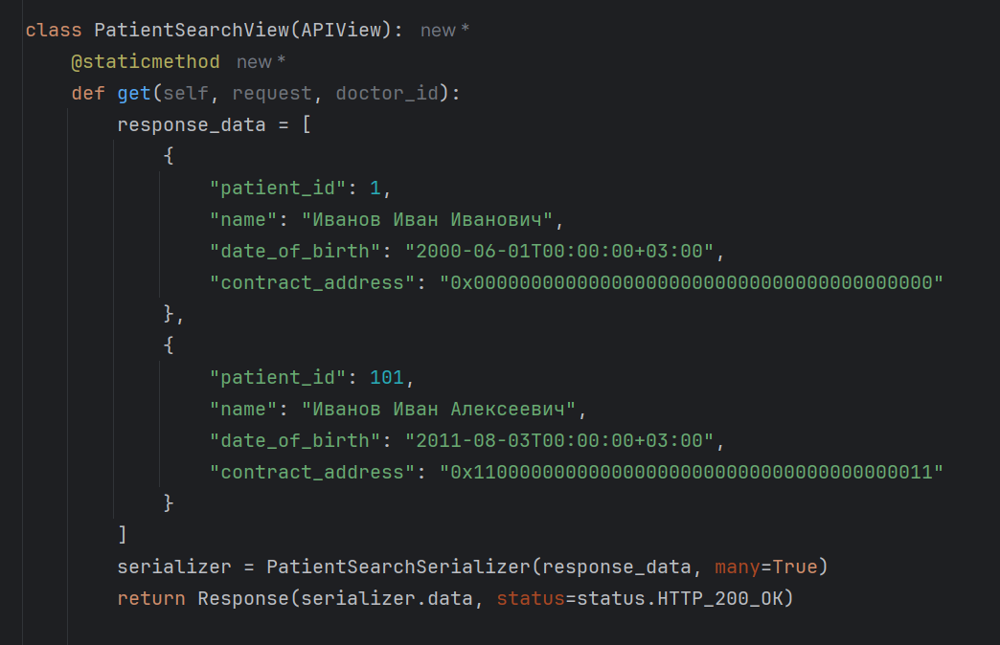 class PatientSearchView(APIView): new *
@staticmethod new *
def get(self, request, doctor_id):
response_data = [
{
"patient_id": 1,
"name": "Иванов Иван Иванович",
"date_of_birth": "2000-06-01T00:00:00+03:00",
"contract_address": "0x0000000000000000000000000000000000000000"
},
{
"patient_id": 101,
"name": "Иванов Иван Алексеевич",
"date_of_birth": "2011-08-03T00:00:00+03:00",
"contract_address": "0x1100000000000000000000000000000000000011"
}
]
serializer = PatientSearchSerializer(response_data, many=True)
return Response(serializer.data, status=status.HTTP_200_OK)